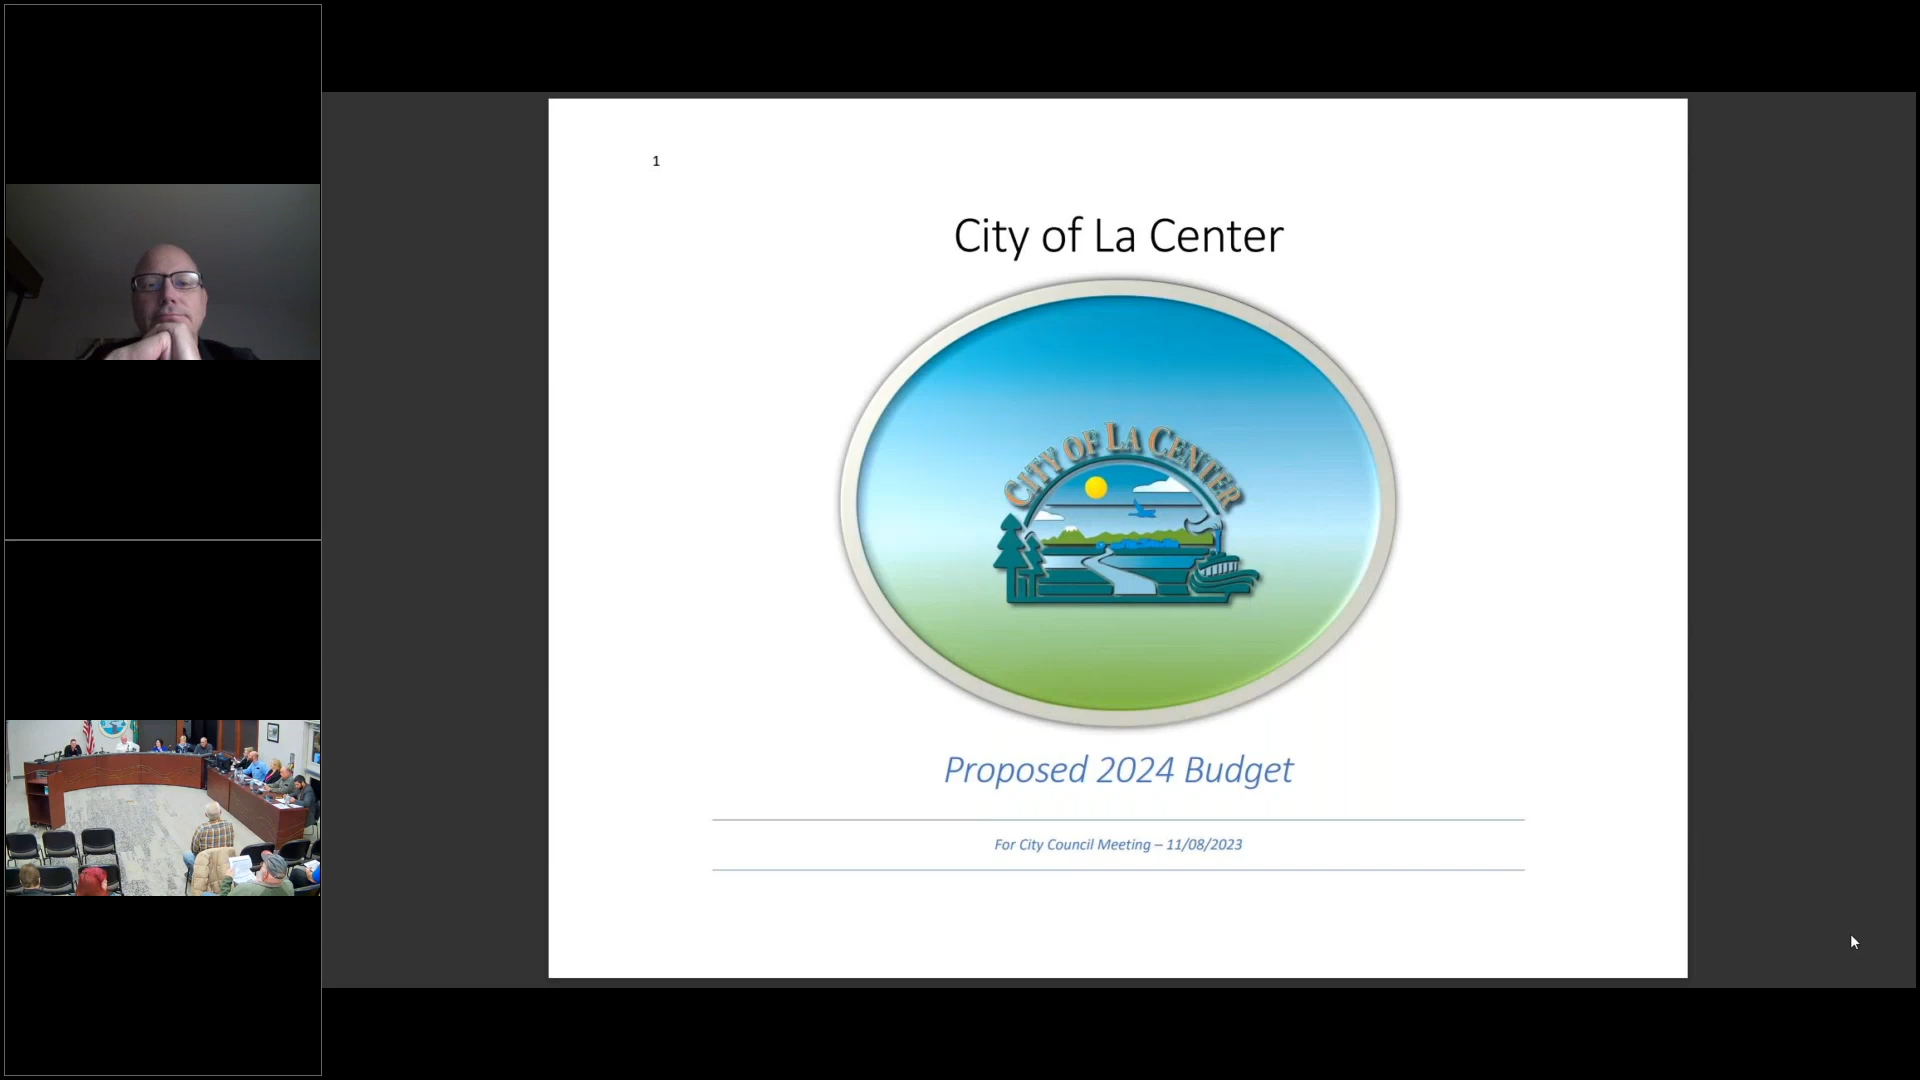 1
City of La Center
CITY OF LA CENTER
Proposed 2024 Budget
For City Council Meeting – 11/08/2023